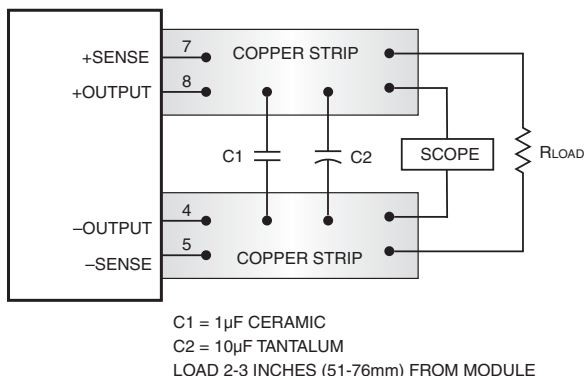 +SENSE 7 COPPER STRIP
+OUTPUT 8
C1 C2 SCOPE RLOAD
–OUTPUT 4
–SENSE 5 COPPER STRIP
C1 = 1µF CERAMIC
C2 = 10µF TANTALUM
LOAD 2-3 INCHES (51-76mm) FROM MODULE